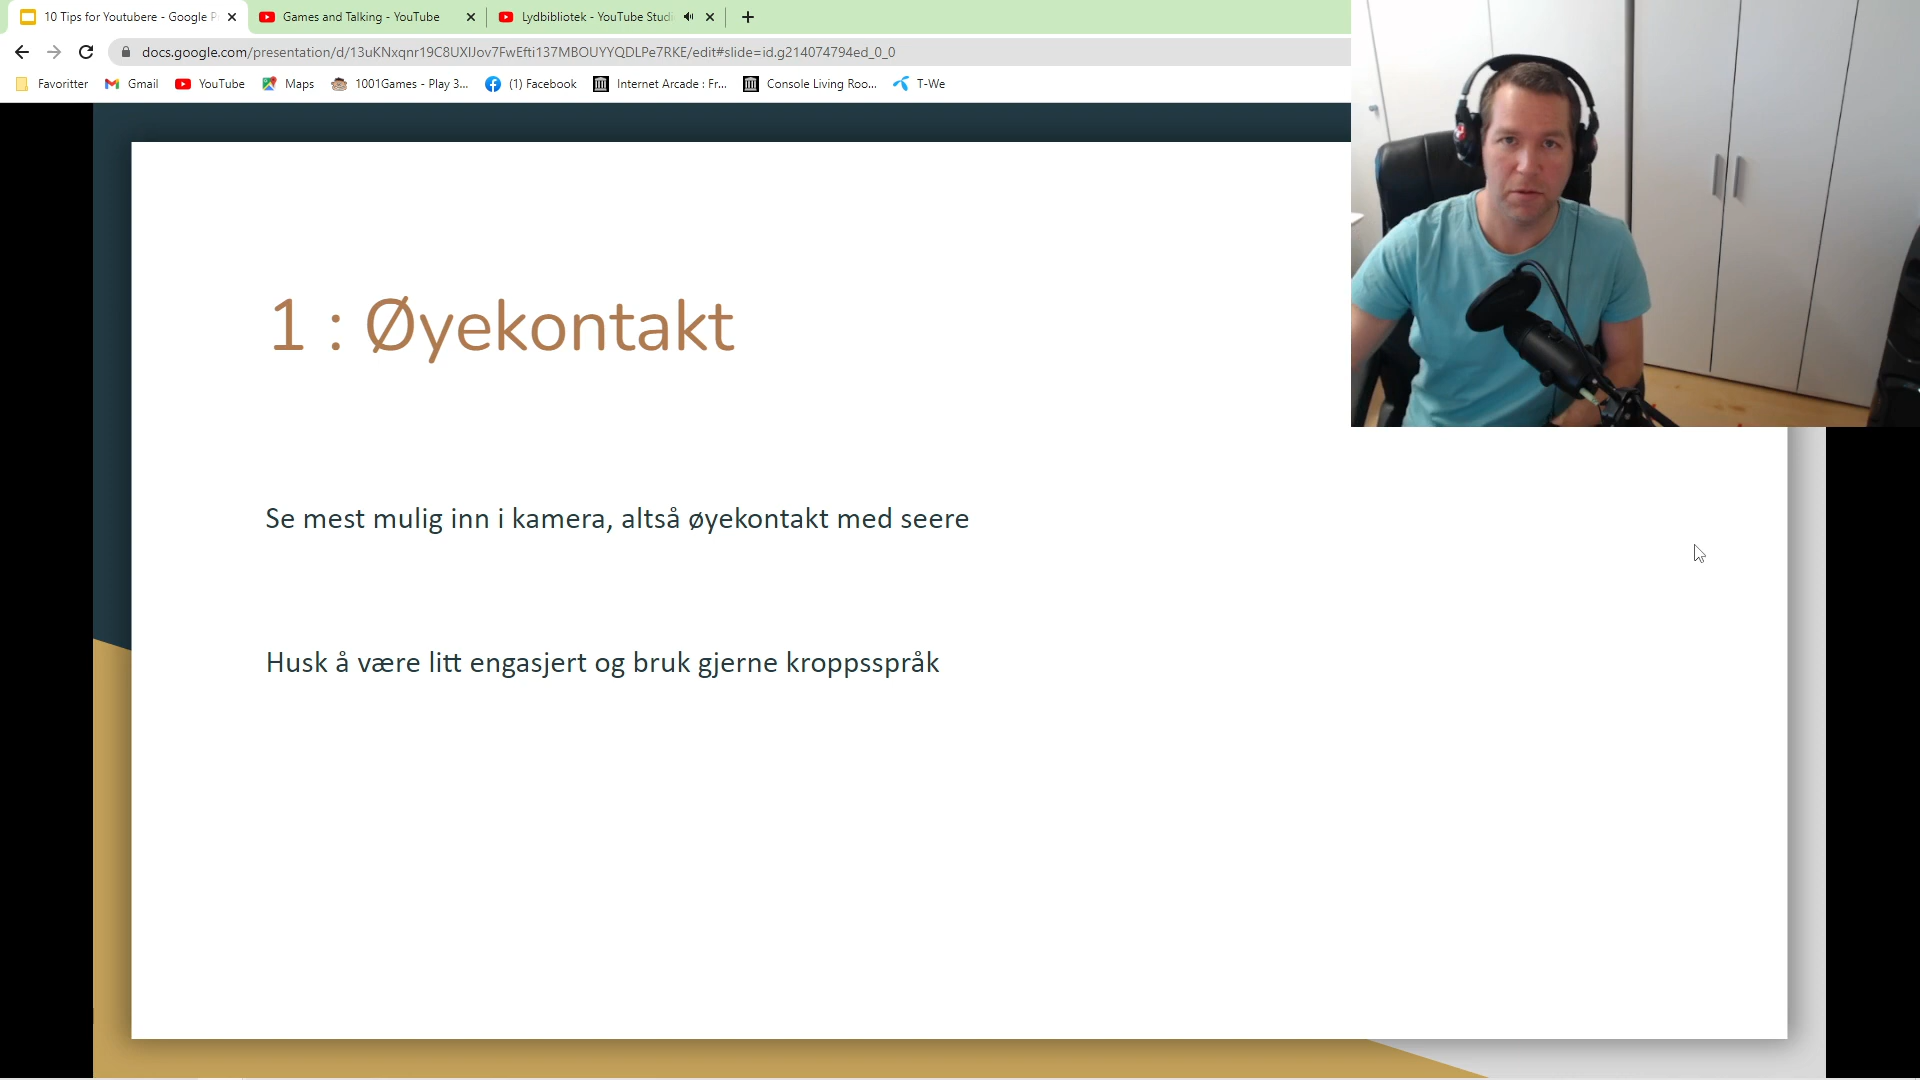 10 Tips for Youtubere - Google P
Games and Talking - YouTube
Lydbibliotek - YouTube Studi
docs.google.com/presentation/d/13uKNxqnr19C8UXIJov7FwEfti137MBOUYYQDLPe7RKE/edit#slide=id.g214074794ed_0_0
Favoritter
Gmail
YouTube
Maps
1001Games - Play 3...
(1) Facebook
Internet Arcade : Fr...
Console Living Roo...
T-We
1 : Øyekontakt
Se mest mulig inn i kamera, altså øyekontakt med seere
Husk å være litt engasjert og bruk gjerne kroppsspråk